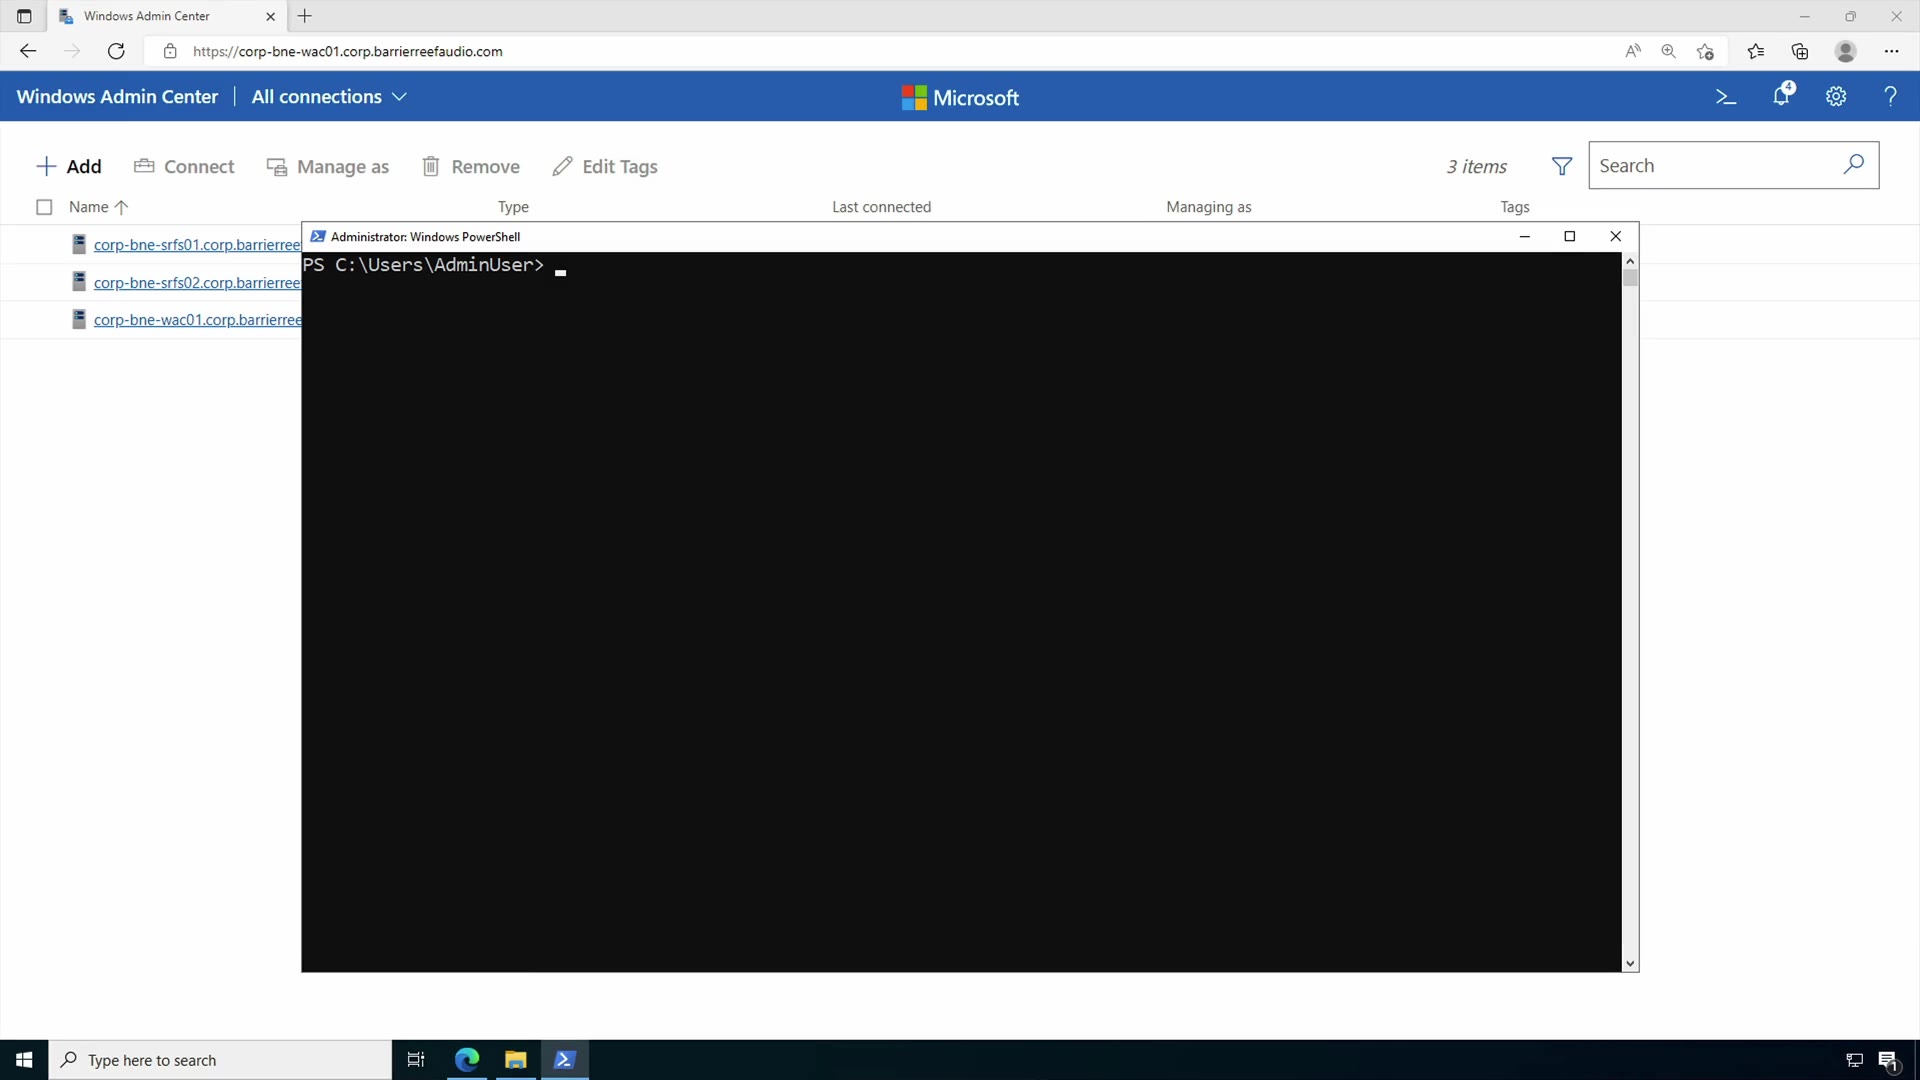 Windows Admin Center
https://corp-bne-wac01.corp.barrierreefaudio.com
Windows Admin Center | All connections
Microsoft
4
Add
Connect
Manage as
Remove
Edit Tags
3 items
Search
Name
Type
Last connected
Managing as
Tags
corp-bne-srfs01.corp.barrierree
corp-bne-srfs02.corp.barrierree
corp-bne-wac01.corp.barrierree
Administrator: Windows PowerShell
PS C:\Users\AdminUser>
Type here to search
1